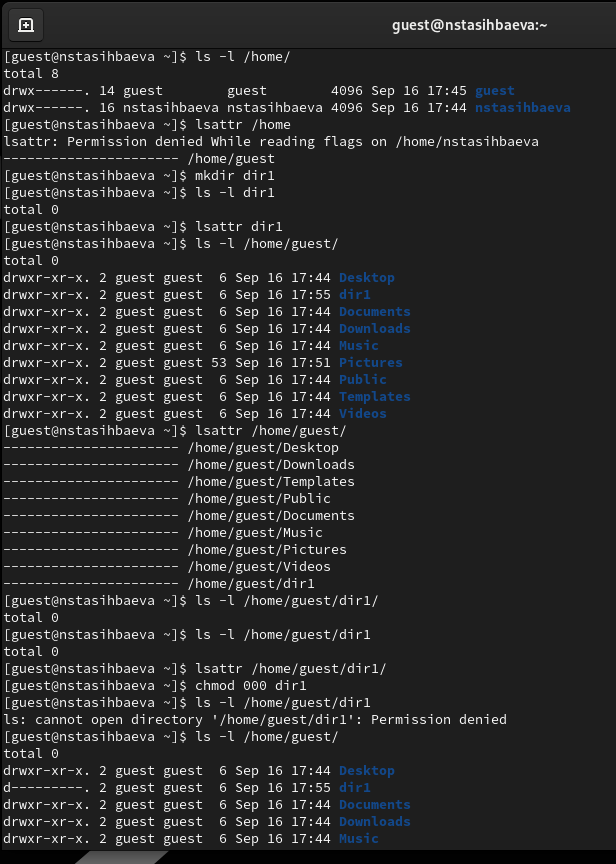 guest@nstasihbaeva:~
[guest@nstasihbaeva ~]$ ls -l /home/
total 8
drwx------. 14 guest        guest        4096 Sep 16 17:45 guest
drwx------. 16 nstasihbaeva nstasihbaeva 4096 Sep 16 17:44 nstasihbaeva
[guest@nstasihbaeva ~]$ lsattr /home
lsattr: Permission denied While reading flags on /home/nstasihbaeva
---------------------- /home/guest
[guest@nstasihbaeva ~]$ mkdir dir1
[guest@nstasihbaeva ~]$ ls -l dir1
total 0
[guest@nstasihbaeva ~]$ lsattr dir1
[guest@nstasihbaeva ~]$ ls -l /home/guest/
total 0
drwxr-xr-x. 2 guest guest  6 Sep 16 17:44 Desktop
drwxr-xr-x. 2 guest guest  6 Sep 16 17:55 dir1
drwxr-xr-x. 2 guest guest  6 Sep 16 17:44 Documents
drwxr-xr-x. 2 guest guest  6 Sep 16 17:44 Downloads
drwxr-xr-x. 2 guest guest  6 Sep 16 17:44 Music
drwxr-xr-x. 2 guest guest 53 Sep 16 17:51 Pictures
drwxr-xr-x. 2 guest guest  6 Sep 16 17:44 Public
drwxr-xr-x. 2 guest guest  6 Sep 16 17:44 Templates
drwxr-xr-x. 2 guest guest  6 Sep 16 17:44 Videos
[guest@nstasihbaeva ~]$ lsattr /home/guest/
---------------------- /home/guest/Desktop
---------------------- /home/guest/Downloads
---------------------- /home/guest/Templates
---------------------- /home/guest/Public
---------------------- /home/guest/Documents
---------------------- /home/guest/Music
---------------------- /home/guest/Pictures
---------------------- /home/guest/Videos
---------------------- /home/guest/dir1
[guest@nstasihbaeva ~]$ ls -l /home/guest/dir1/
total 0
[guest@nstasihbaeva ~]$ ls -l /home/guest/dir1
total 0
[guest@nstasihbaeva ~]$ lsattr /home/guest/dir1/
[guest@nstasihbaeva ~]$ chmod 000 dir1
[guest@nstasihbaeva ~]$ ls -l /home/guest/dir1
ls: cannot open directory '/home/guest/dir1': Permission denied
[guest@nstasihbaeva ~]$ ls -l /home/guest/
total 0
drwxr-xr-x. 2 guest guest  6 Sep 16 17:44 Desktop
d---------. 2 guest guest  6 Sep 16 17:55 dir1
drwxr-xr-x. 2 guest guest  6 Sep 16 17:44 Documents
drwxr-xr-x. 2 guest guest  6 Sep 16 17:44 Downloads
drwxr-xr-x. 2 guest guest  6 Sep 16 17:44 Music